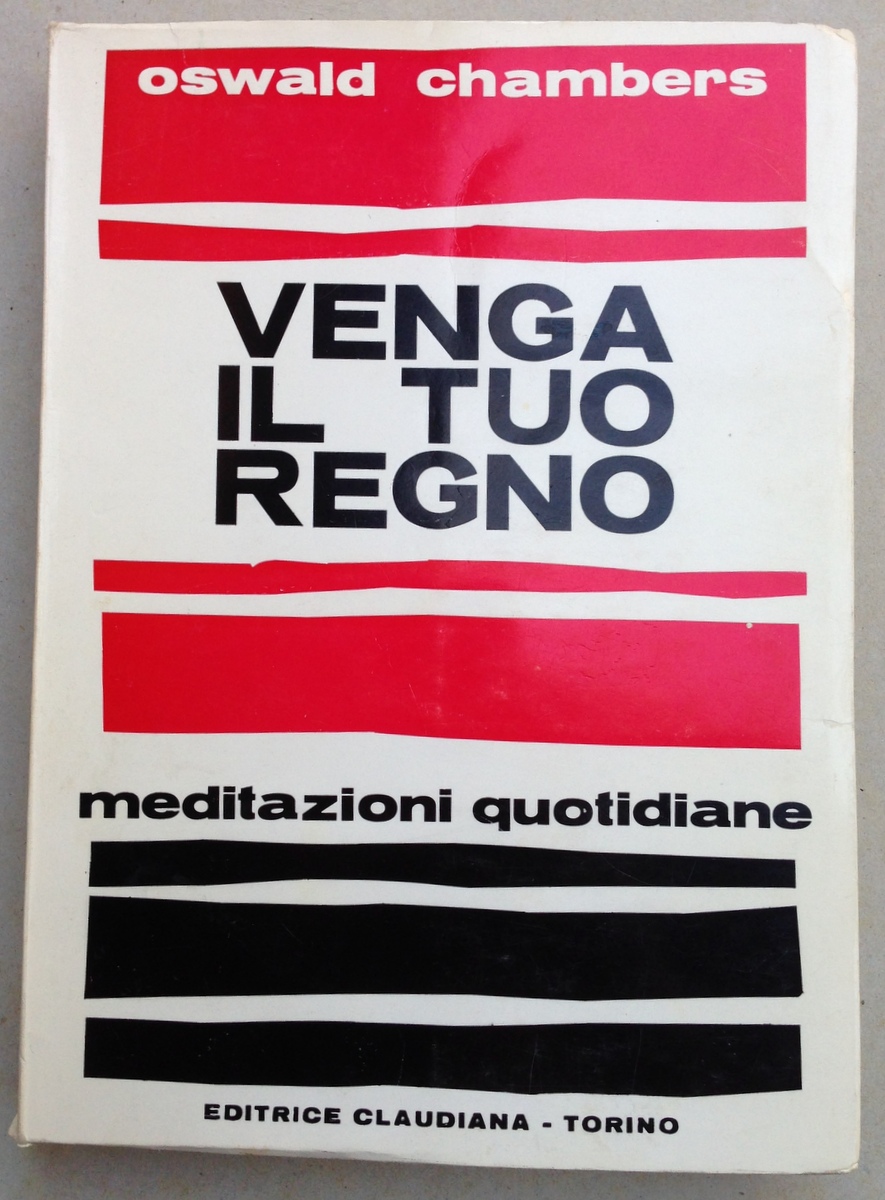 oswald chambers
VENGA
IL TUO
REGNO
meditazioni quotidiane
EDITRICE CLAUDIANA - TORINO